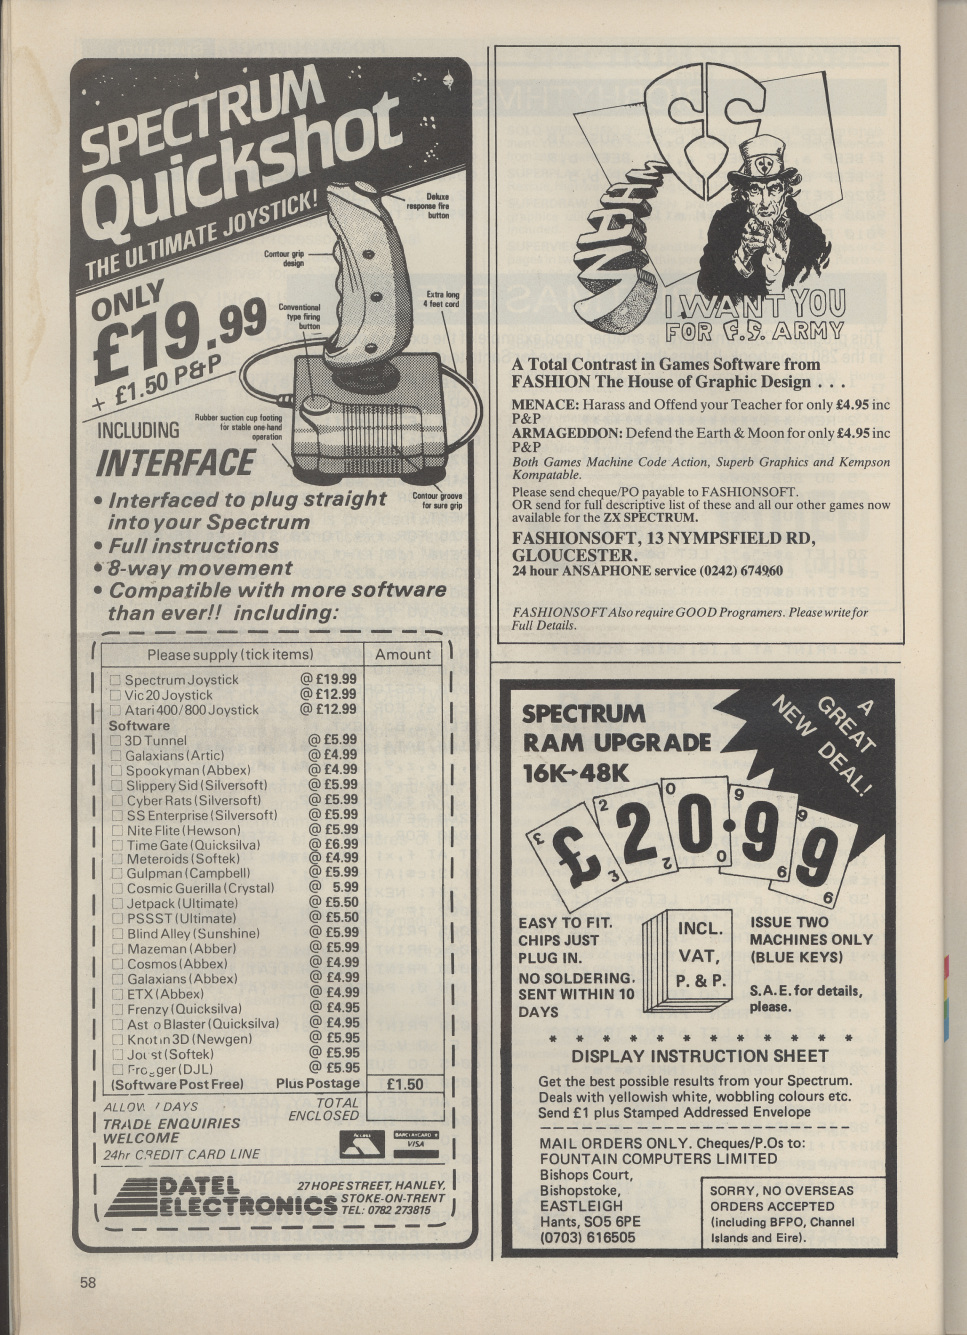 SPECTRUM
Quickshot
THE ULTIMATE JOYSTICK!
Deluxe
response fire
button
Contour grip
design
Extra long
4 feet cord
Conventional
type firing
button
ONLY
£19.99
+ £1.50 P&P
Rubber suction cup footing
for stable one-hand
operation
INCLUDING
INTERFACE
Contour groove
for sure grip
• Interfaced to plug straight
into your Spectrum
• Full instructions
• 8-way movement
• Compatible with more software
than ever!! including:
Please supply (tick items) Amount
Spectrum Joystick @ £19.99
Vic 20 Joystick @ £12.99
Atari 400/800 Joystick @ £12.99
Software
3D Tunnel @ £5.99
Galaxians (Artic) @ £4.99
Spookyman (Abbex) @ £4.99
Slippery Sid (Silversoft) @ £5.99
Cyber Rats (Silversoft) @ £5.99
SS Enterprise (Silversoft) @ £5.99
Nite Flite (Hewson) @ £5.99
Time Gate (Quicksilva) @ £6.99
Meteroids (Softek) @ £4.99
Gulpman (Campbell) @ £5.99
Cosmic Guerilla (Crystal) @ 5.99
Jetpack (Ultimate) @ £5.50
PSSST (Ultimate) @ £5.50
Blind Alley (Sunshine) @ £5.99
Mazeman (Abber) @ £5.99
Cosmos (Abbex) @ £4.99
Galaxians (Abbex) @ £4.99
ETX (Abbex) @ £4.99
Frenzy (Quicksilva) @ £4.95
Ast o Blaster (Quicksilva) @ £4.95
Knot in 3D (Newgen) @ £5.95
(Softek) @ £5.95
(DJL) @ £5.95
(Software Post Free) Plus Postage £1.50
ALLOW 7 DAYS TOTAL
ENCLOSED
TRADE ENQUIRIES
WELCOME
24hr CREDIT CARD LINE
BARCLAYCARD
VISA
DATEL
ELECTRONICS
27 HOPE STREET, HANLEY,
STOKE-ON-TRENT
TEL: 0782 273815
58
WHAM
I WANT YOU
FOR G.S. ARMY
A Total Contrast in Games Software from
FASHION The House of Graphic Design . . .
MENACE: Harass and Offend your Teacher for only £4.95 inc
P&P
ARMAGEDDON: Defend the Earth & Moon for only £4.95 inc
P&P
Both Games Machine Code Action, Superb Graphics and Kempson
Kompatable.
Please send cheque/PO payable to FASHIONSOFT.
OR send for full descriptive list of these and all our other games now
available for the ZX SPECTRUM.
FASHIONSOFT, 13 NYMPSFIELD RD,
GLOUCESTER.
24 hour ANSAPHONE service (0242) 674960
FASHIONSOFT Also require GOOD Programers. Please write for
Full Details.
SPECTRUM
RAM UPGRADE
16K→48K
A
GREAT
NEW DEAL!
£20.99
EASY TO FIT.
CHIPS JUST
PLUG IN.
NO SOLDERING.
SENT WITHIN 10
DAYS
INCL.
VAT,
P. & P.
ISSUE TWO
MACHINES ONLY
(BLUE KEYS)
S.A.E. for details,
please.
* * * * * * * * * * * *
DISPLAY INSTRUCTION SHEET
Get the best possible results from your Spectrum.
Deals with yellowish white, wobbling colours etc.
Send £1 plus Stamped Addressed Envelope
MAIL ORDERS ONLY. Cheques/P.Os to:
FOUNTAIN COMPUTERS LIMITED
Bishops Court,
Bishopstoke,
EASTLEIGH
Hants, SO5 6PE
(0703) 616505
SORRY, NO OVERSEAS
ORDERS ACCEPTED
(including BFPO, Channel
Islands and Eire).